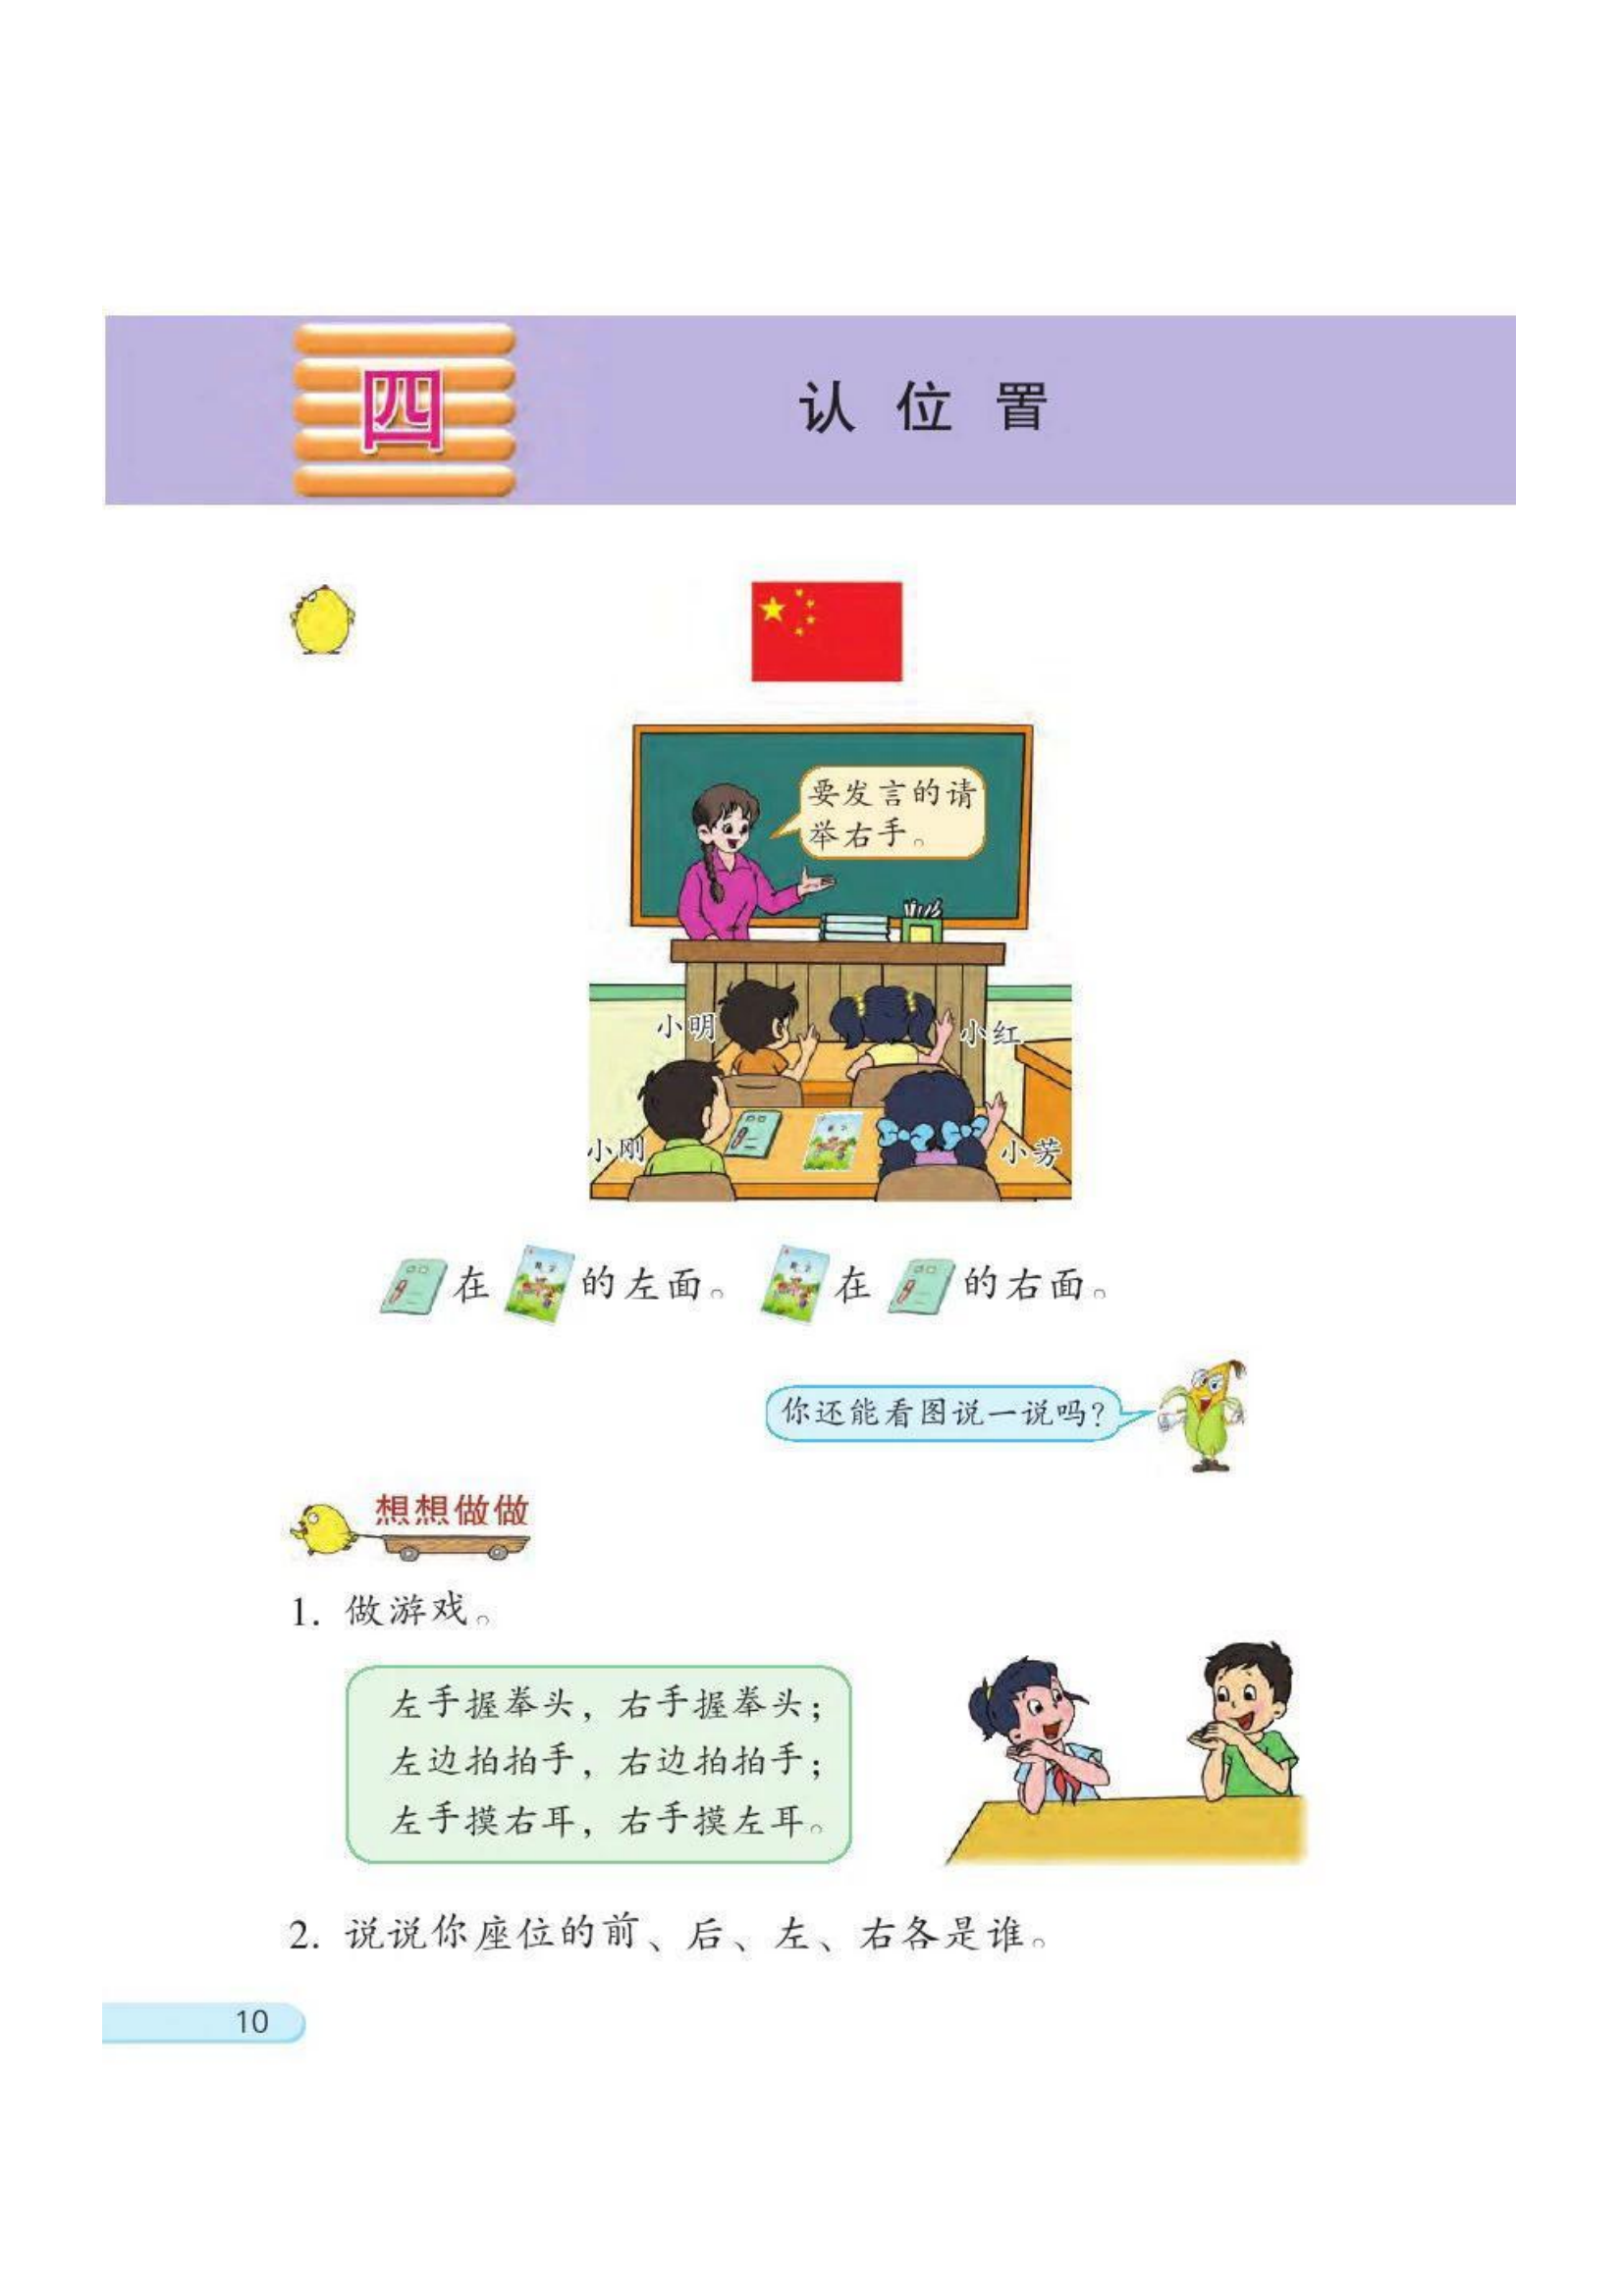 四
认位置
要发言的请
举右手。
小明
小红
小刚
小芳
在 的左面。 在 的右面。
你还能看图说一说吗?
想想做做
1. 做游戏。
左手握拳头，右手握拳头；
左边拍拍手，右边拍拍手；
左手摸右耳，右手摸左耳。
2. 说说你座位的前、后、左、右各是谁。
10